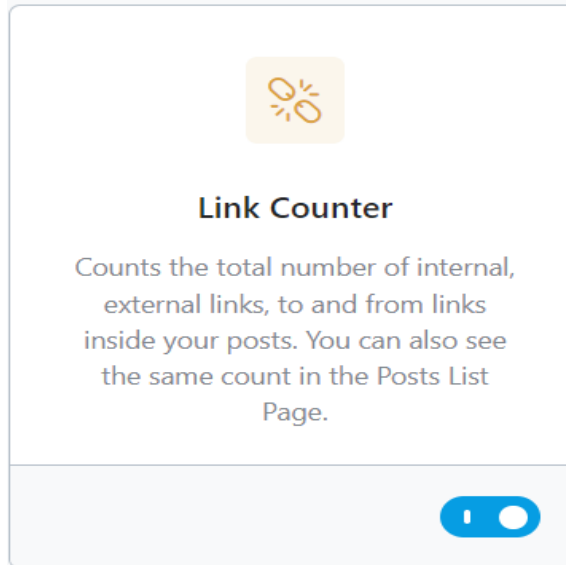 Link Counter
Counts the total number of internal,
external links, to and from links
inside your posts. You can also see
the same count in the Posts List
Page.